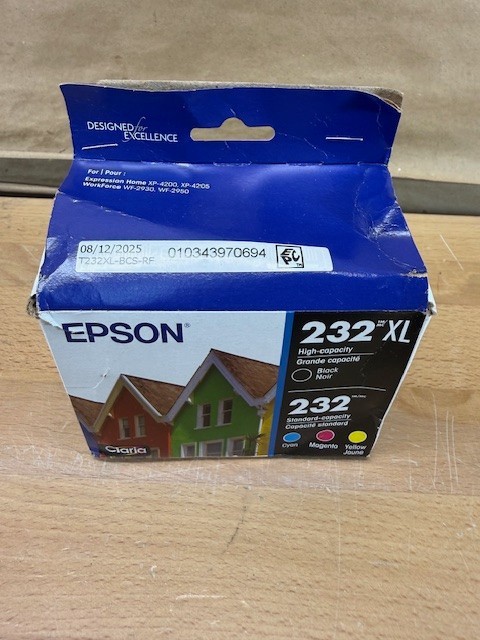 DESIGNED for EXCELLENCE
For | Pour :
Expression Home XP-4200, XP-4205
WorkForce WF-2930, WF-2950
08/12/2025 010343970694
T232XL-BCS-RF
EPSON®
232 XL
High-capacity
Grande capacité
Black
Noir
232
Standard-capacity
Capacité standard
Cyan Magenta Yellow
Jaune
Claria